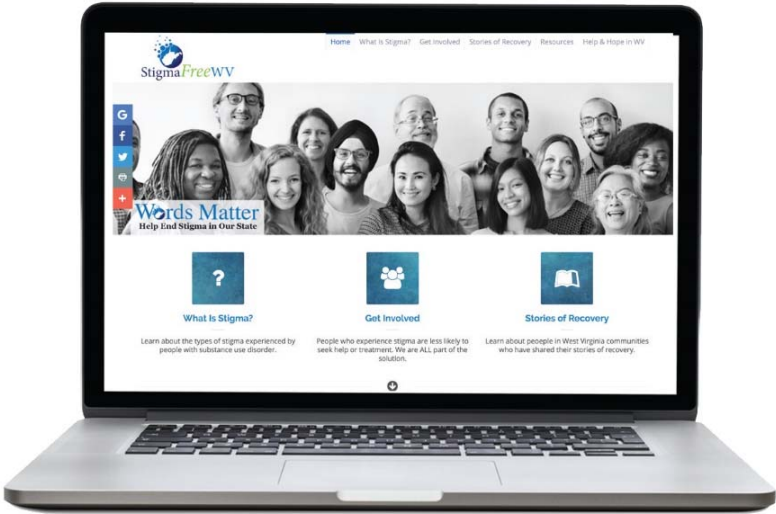 Home What Is Stigma? Get Involved Stories of Recovery Resources Help & Hope in WV
StigmaFreeWV
G
f
Words Matter
Help End Stigma in Our State
?
What Is Stigma?
Get Involved
Stories of Recovery
Learn about the types of stigma experienced by
people with substance use disorder.
People who experience stigma are less likely to
seek help or treatment. We are ALL part of the
solution.
Learn about peoeple in West Virginia communities
who have shared their stories of recovery.